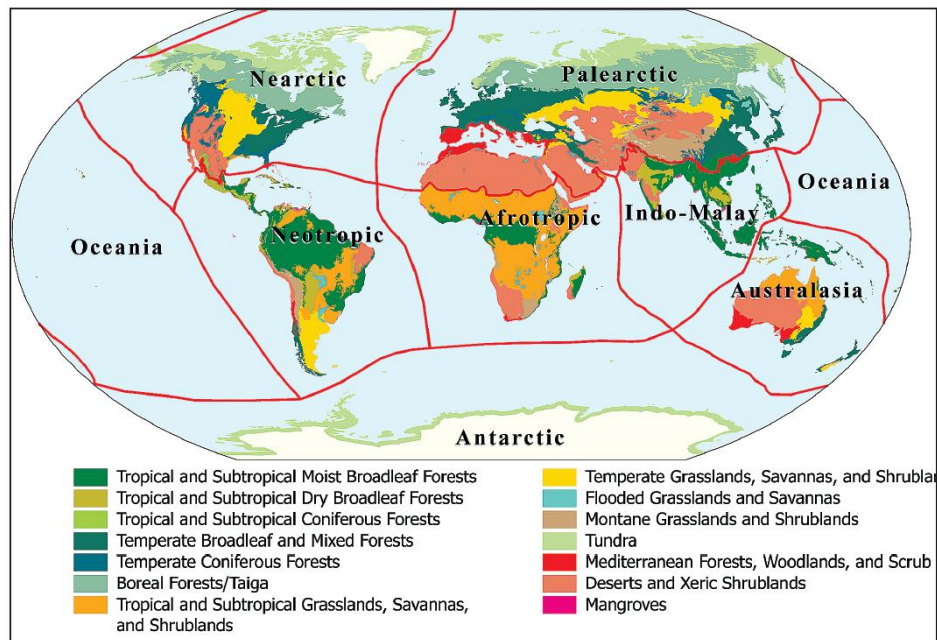 Nearctic
Palearctic
Oceania
Neotropic
Afrotropic
Indo-Malay
Oceania
Australasia
Antarctic
Tropical and Subtropical Moist Broadleaf Forests
Tropical and Subtropical Dry Broadleaf Forests
Tropical and Subtropical Coniferous Forests
Temperate Broadleaf and Mixed Forests
Temperate Coniferous Forests
Boreal Forests/Taiga
Tropical and Subtropical Grasslands, Savannas,
and Shrublands
Temperate Grasslands, Savannas, and Shrublan
Flooded Grasslands and Savannas
Montane Grasslands and Shrublands
Tundra
Mediterranean Forests, Woodlands, and Scrub
Deserts and Xeric Shrublands
Mangroves